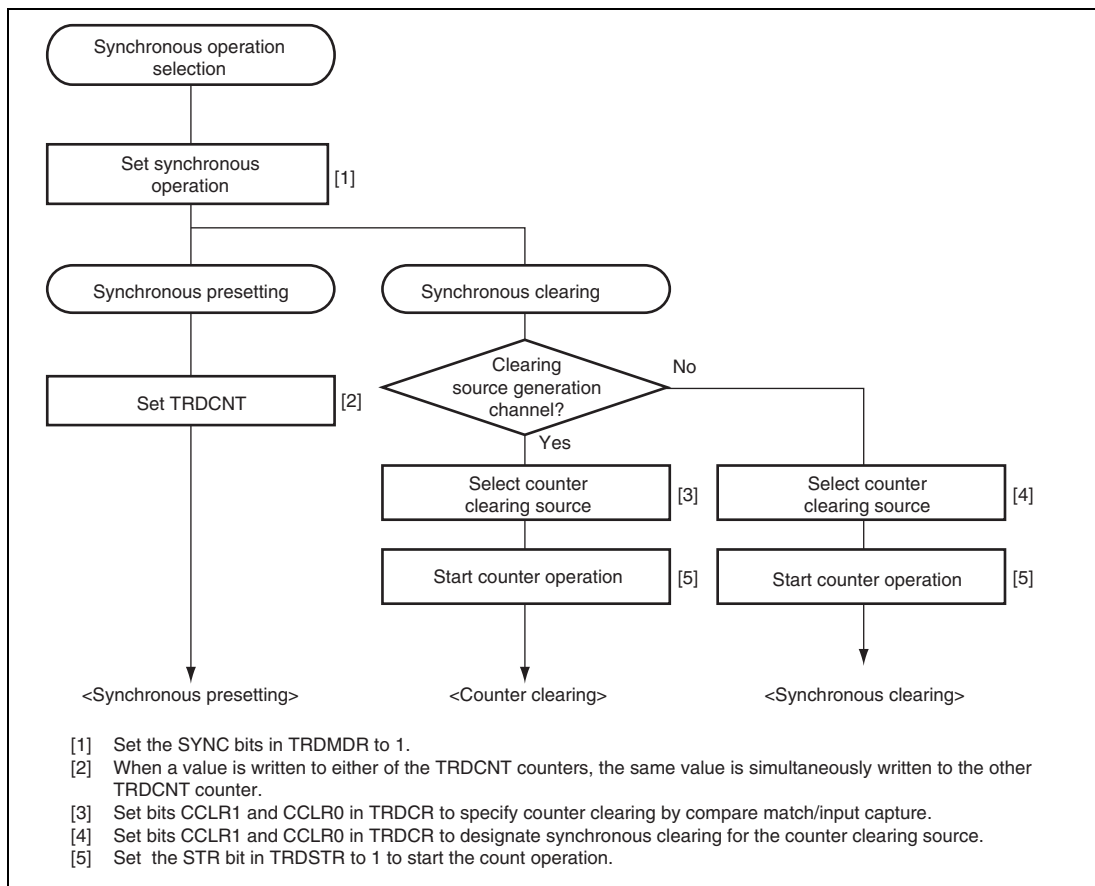 Synchronous operation
selection
Set synchronous
operation
[1]
Synchronous presetting
Synchronous clearing
Set TRDCNT
[2]
Clearing
source generation
channel?
No
Yes
Select counter
clearing source
[3]
Select counter
clearing source
[4]
Start counter operation
[5]
Start counter operation
[5]
<Synchronous presetting>
<Counter clearing>
<Synchronous clearing>
[1] Set the SYNC bits in TRDMDR to 1.
[2] When a value is written to either of the TRDCNT counters, the same value is simultaneously written to the other
TRDCNT counter.
[3] Set bits CCLR1 and CCLR0 in TRDCR to specify counter clearing by compare match/input capture.
[4] Set bits CCLR1 and CCLR0 in TRDCR to designate synchronous clearing for the counter clearing source.
[5] Set the STR bit in TRDSTR to 1 to start the count operation.